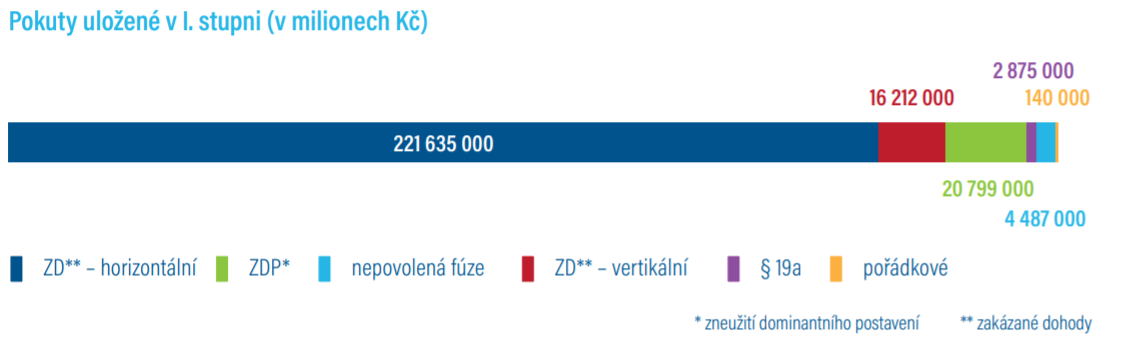 Pokuty uložené v I. stupni (v milionech Kč)
2 875 000
16 212 000 140 000
221 635 000
20 799 000
4 487 000
ZD** – horizontální ZDP* nepovolená fúze ZD** – vertikální § 19a pořádkové
* zneužití dominantního postavení ** zakázané dohody